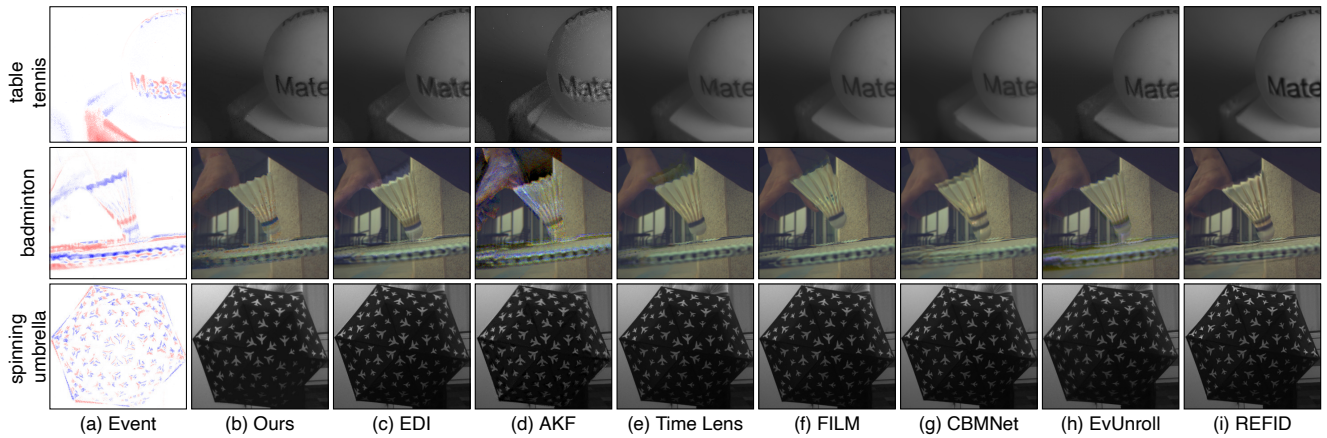 table
tennis
Mate
Mate
Mate
Mate
Mate
Mate
Mate
Mate
badminton
spinning
umbrella
(a) Event
(b) Ours
(c) EDI
(d) AKF
(e) Time Lens
(f) FILM
(g) CBMNet
(h) EvUnroll
(i) REFID